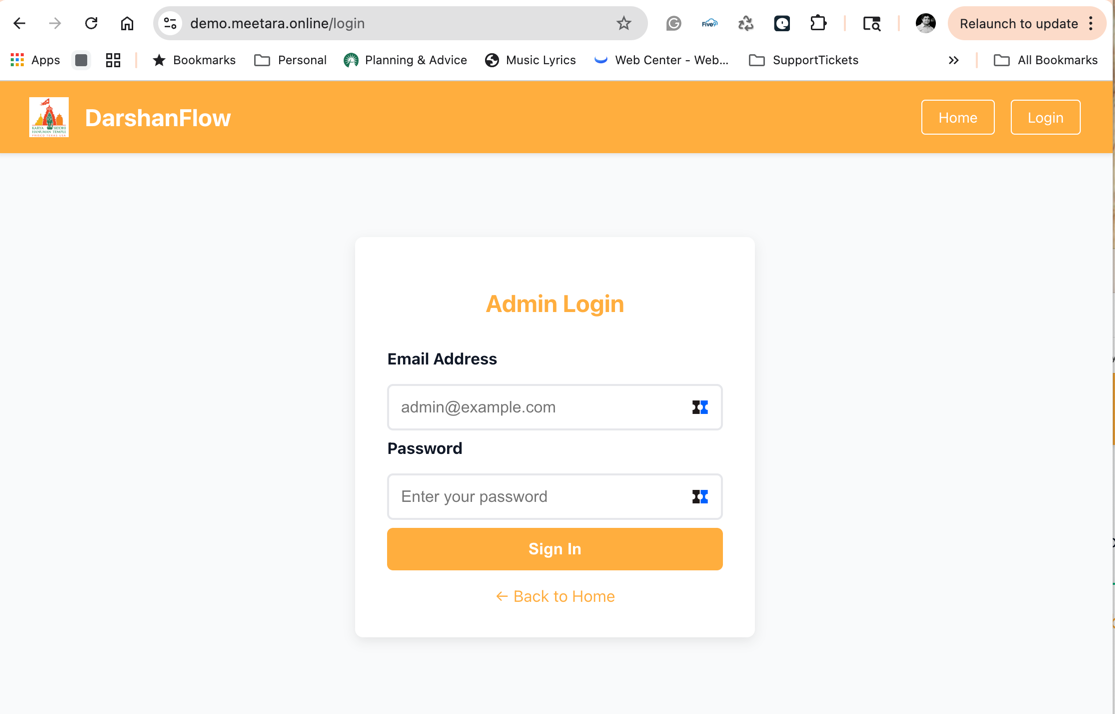 demo.meetara.online/login
Five9
Relaunch to update
Apps
Bookmarks
Personal
Planning & Advice
Music Lyrics
Web Center - Web...
SupportTickets
»
All Bookmarks
DarshanFlow
Home
Login
Admin Login
Email Address
admin@example.com
Password
Enter your password
Sign In
← Back to Home